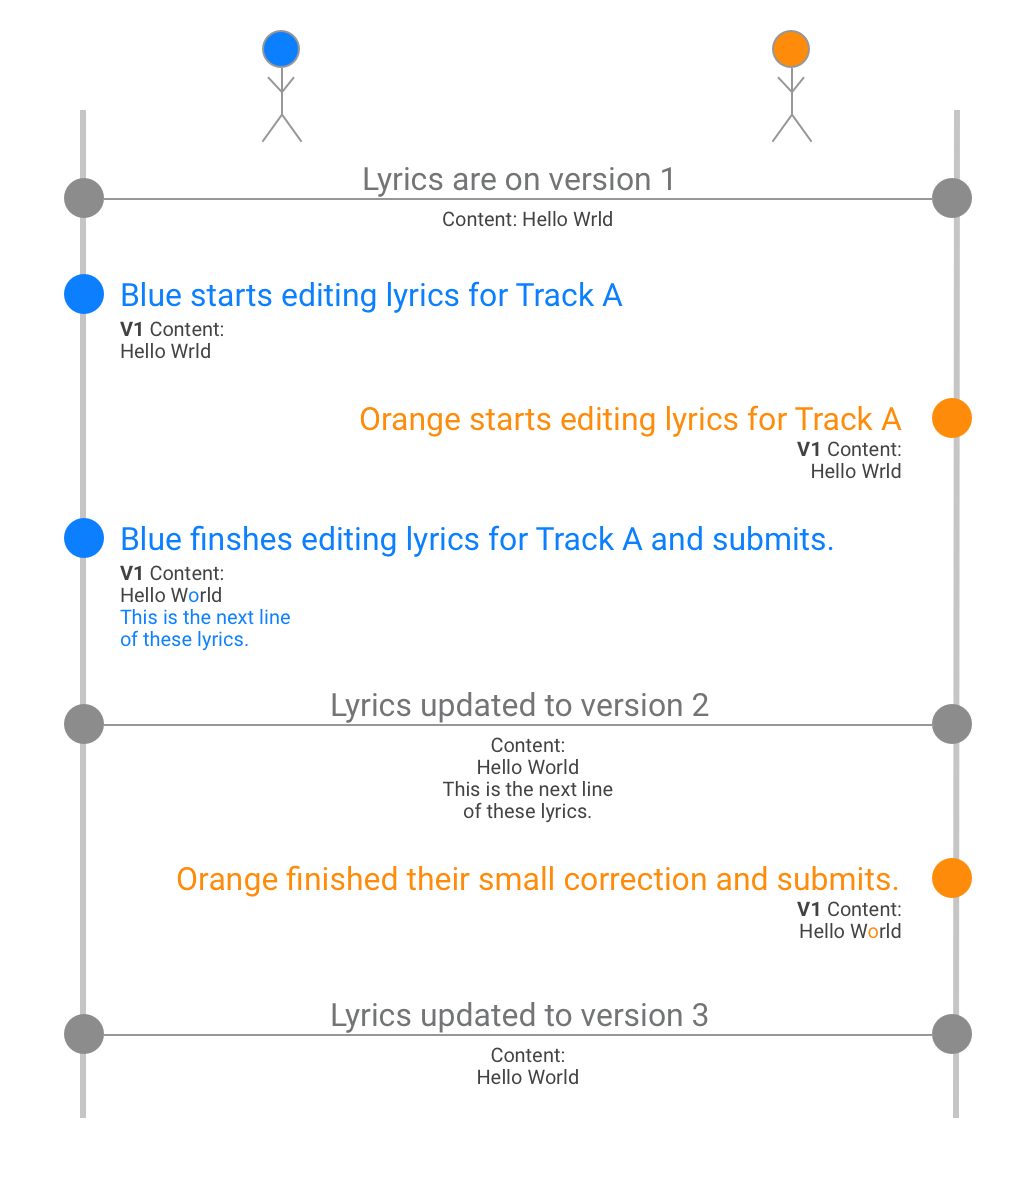 Lyrics are on version 1
Content: Hello Wrld
Blue starts editing lyrics for Track A
V1 Content:
Hello Wrld
Orange starts editing lyrics for Track A
V1 Content:
Hello Wrld
Blue finshes editing lyrics for Track A and submits.
V1 Content:
Hello World
This is the next line
of these lyrics.
Lyrics updated to version 2
Content:
Hello World
This is the next line
of these lyrics.
Orange finished their small correction and submits.
V1 Content:
Hello World
Lyrics updated to version 3
Content:
Hello World